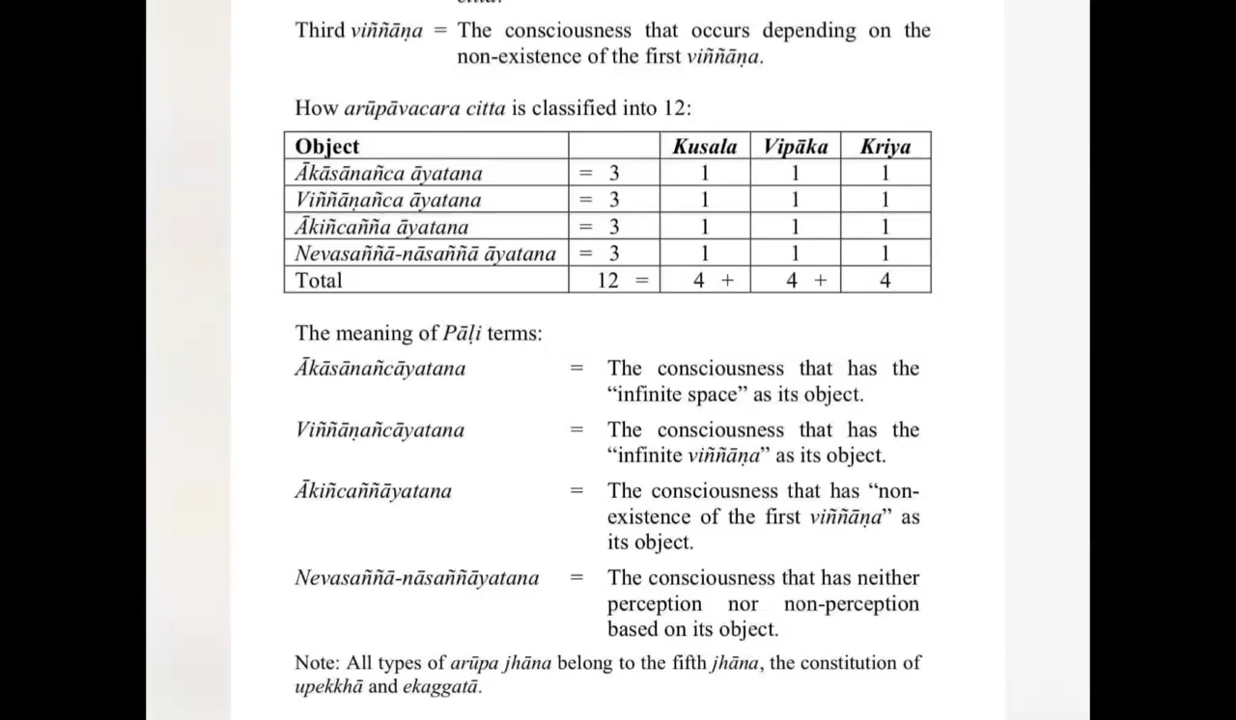 Third viññāṇa = The consciousness that occurs depending on the
non-existence of the first viññāṇa.
How arūpāvacara citta is classified into 12:
Object Kusala Vipāka Kriya
Ākāsānañca āyatana = 3 1 1 1
Viññāṇañca āyatana = 3 1 1 1
Ākiñcañña āyatana = 3 1 1 1
Nevasaññā-nāsaññā āyatana = 3 1 1 1
Total 12 = 4 + 4 + 4
The meaning of Pāḷi terms:
Ākāsānañcāyatana = The consciousness that has the
“infinite space” as its object.
Viññāṇañcāyatana = The consciousness that has the
“infinite viññāṇa” as its object.
Ākiñcaññāyatana = The consciousness that has “non-
existence of the first viññāṇa” as
its object.
Nevasaññā-nāsaññāyatana = The consciousness that has neither
perception nor non-perception
based on its object.
Note: All types of arūpa jhāna belong to the fifth jhāna, the constitution of
upekkhā and ekaggatā.